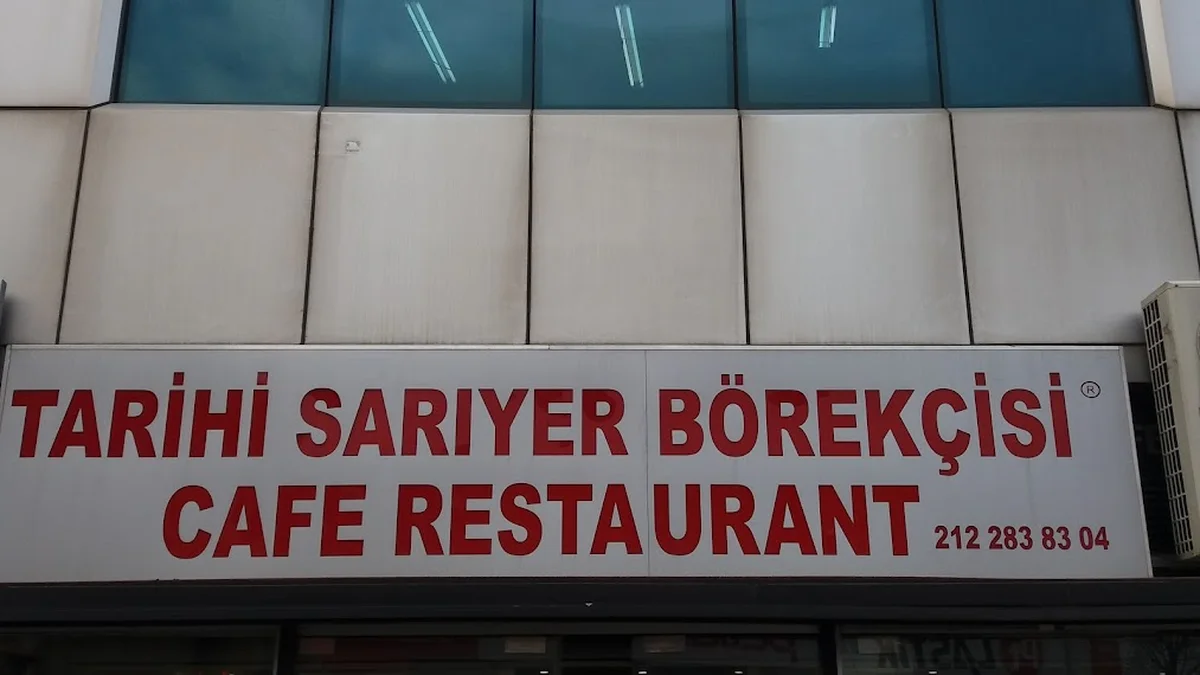 TARİHİ SARIYER BÖREKÇİSİ ®
CAFE RESTAURANT 212 283 83 04